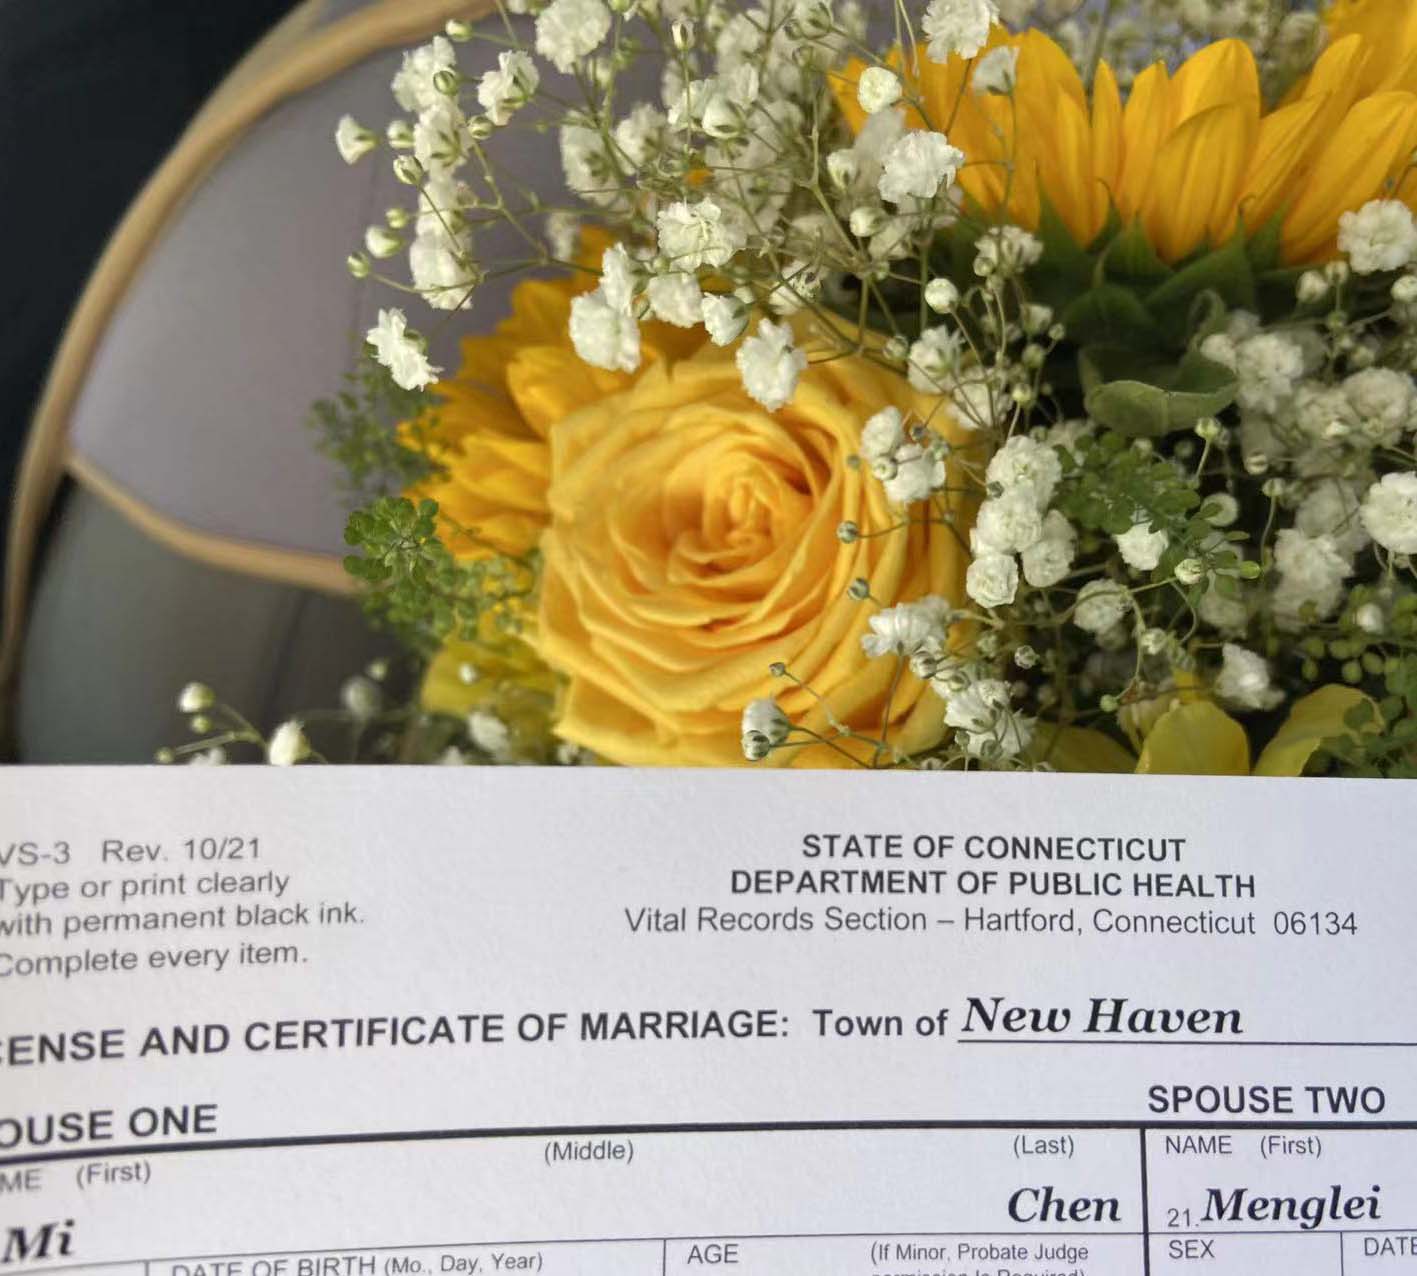 VS-3 Rev. 10/21
Type or print clearly
with permanent black ink.
Complete every item.
STATE OF CONNECTICUT
DEPARTMENT OF PUBLIC HEALTH
Vital Records Section – Hartford, Connecticut 06134
CENSE AND CERTIFICATE OF MARRIAGE: Town of New Haven
OUSE ONE
SPOUSE TWO
ME (First) (Middle) (Last)
Mi Chen
NAME (First)
21. Menglei
DATE OF BIRTH (Mo., Day, Year)
AGE
(If Minor, Probate Judge
permission Is Required)
SEX
DATE